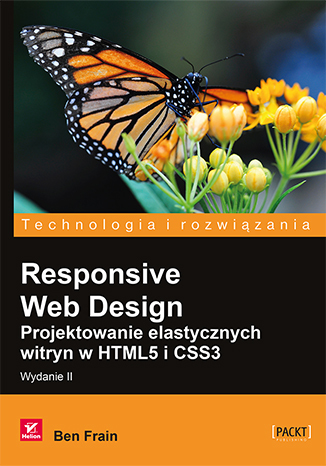 Technologia i rozwiązania
Responsive
Web Design
Projektowanie elastycznych
witryn w HTML5 i CSS3
Wydanie II
Helion
Ben Frain
[PACKT]
PUBLISHING